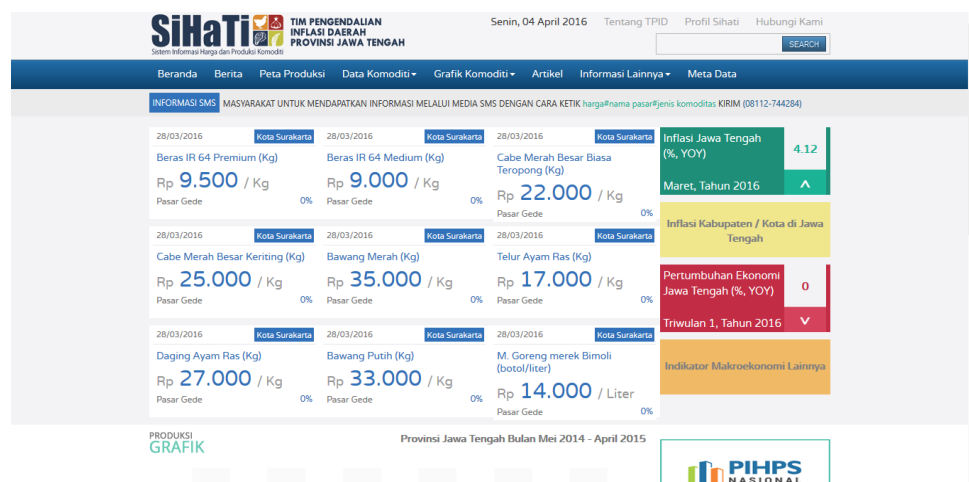 SiHaTi
Sistem Informasi Harga dan Produksi Komoditi
TIM PENGENDALIAN
INFLASI DAERAH
PROVINSI JAWA TENGAH
Senin, 04 April 2016 Tentang TPID Profil Sihati Hubungi Kami
SEARCH
Beranda Berita Peta Produksi Data Komoditi Grafik Komoditi Artikel Informasi Lainnya Meta Data
INFORMASI SMS MASYARAKAT UNTUK MENDAPATKAN INFORMASI MELALUI MEDIA SMS DENGAN CARA KETIK harga#nama pasar#jenis komoditas KIRIM (08112-744284)
28/03/2016 Kota Surakarta
Beras IR 64 Premium (Kg)
Rp 9.500 / Kg
Pasar Gede 0%
28/03/2016 Kota Surakarta
Beras IR 64 Medium (Kg)
Rp 9.000 / Kg
Pasar Gede 0%
28/03/2016 Kota Surakarta
Cabe Merah Besar Biasa
Teropong (Kg)
Rp 22.000 / Kg
Pasar Gede 0%
28/03/2016 Kota Surakarta
Cabe Merah Besar Keriting (Kg)
Rp 25.000 / Kg
Pasar Gede 0%
28/03/2016 Kota Surakarta
Bawang Merah (Kg)
Rp 35.000 / Kg
Pasar Gede 0%
28/03/2016 Kota Surakarta
Telur Ayam Ras (Kg)
Rp 17.000 / Kg
Pasar Gede 0%
28/03/2016 Kota Surakarta
Daging Ayam Ras (Kg)
Rp 27.000 / Kg
Pasar Gede 0%
28/03/2016 Kota Surakarta
Bawang Putih (Kg)
Rp 33.000 / Kg
Pasar Gede 0%
28/03/2016 Kota Surakarta
M. Goreng merek Bimoli
(botol/liter)
Rp 14.000 / Liter
Pasar Gede 0%
Inflasi Jawa Tengah
(%, YOY)
4.12
Maret, Tahun 2016
Inflasi Kabupaten / Kota di Jawa
Tengah
Pertumbuhan Ekonomi
Jawa Tengah (%, YOY)
0
Triwulan 1, Tahun 2016
Indikator Makroekonomi Lainnya
PRODUKSI
GRAFIK
Provinsi Jawa Tengah Bulan Mei 2014 - April 2015
PIHPS
NASIONAL